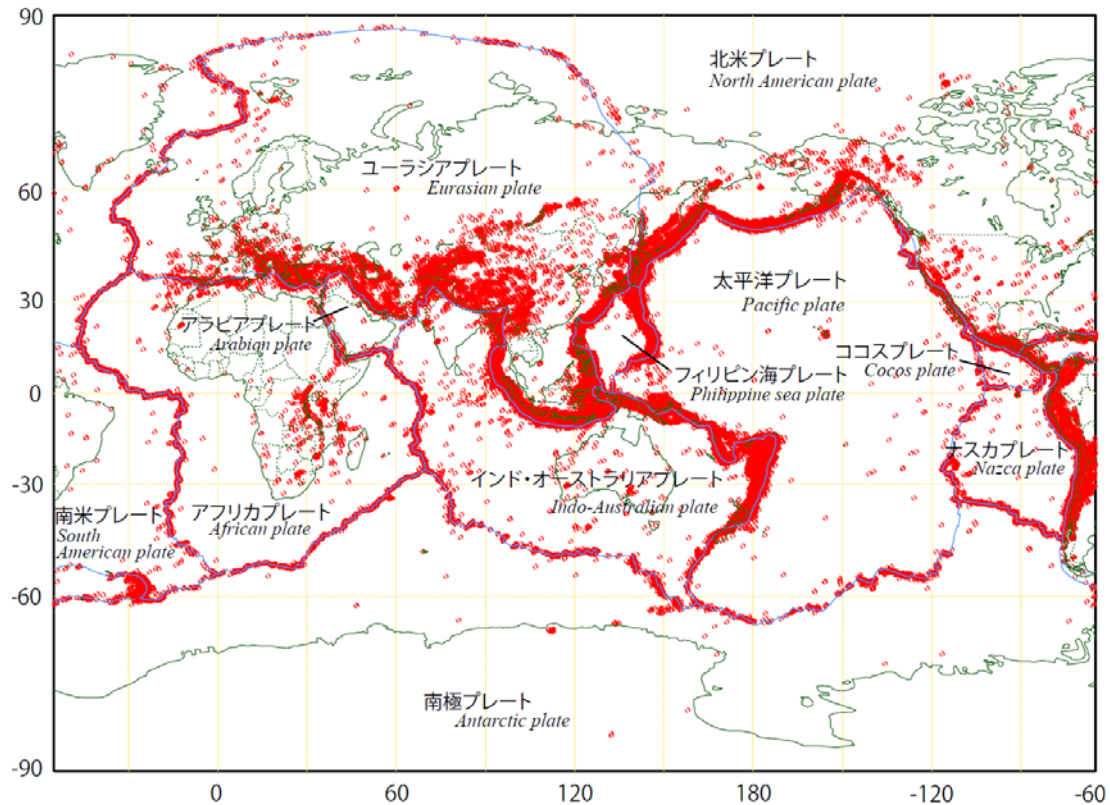 90
北米プレート
North American plate
ユーラシアプレート
Eurasian plate
60
太平洋プレート
Pacific plate
30
アラビアプレート
Arabian plate
ココスプレート
Cocos plate
フィリピン海プレート
Philippine sea plate
0
ナスカプレート
Nazca plate
インド・オーストラリアプレート
Indo-Australian plate
-30
南米プレート
South
American plate
アフリカプレート
African plate
-60
南極プレート
Antarctic plate
-90
0 60 120 180 -120 -60